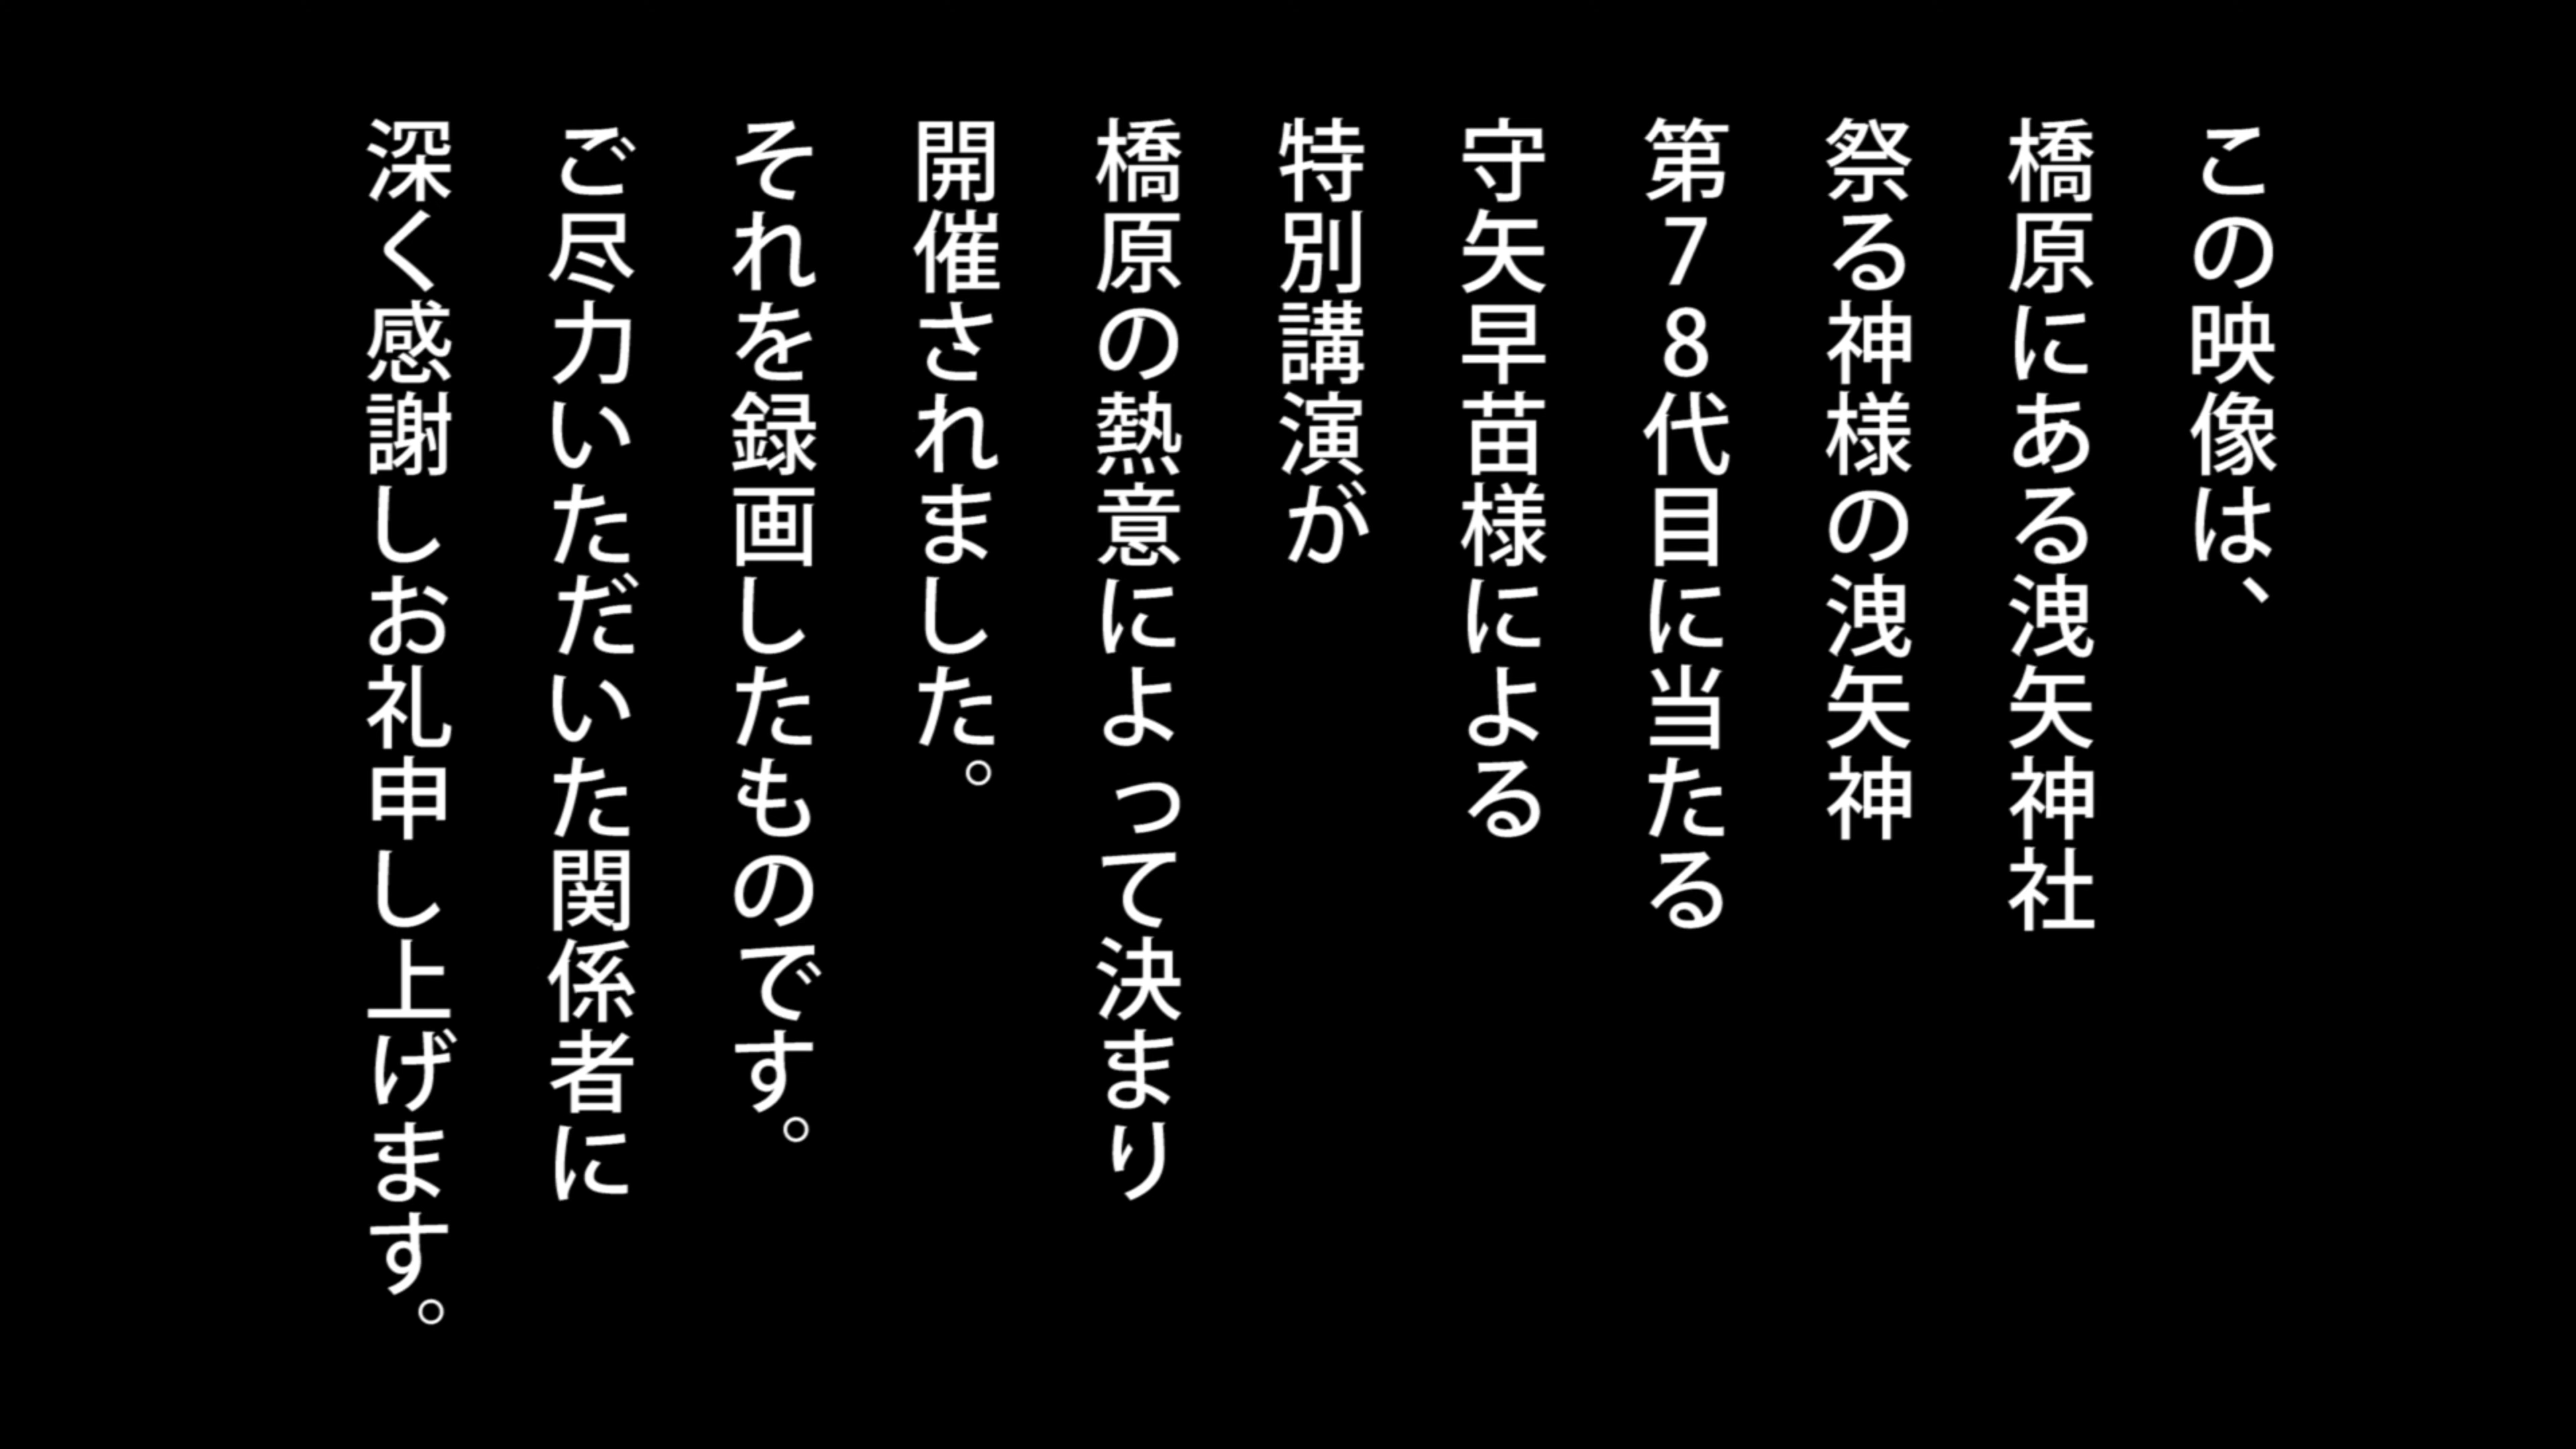 この映像は、
橋原にある洩矢神社
祭る神様の洩矢神
第78代目に当たる
守矢早苗様による
特別講演が
橋原の熱意によって決まり
開催されました。
それを録画したものです。
ご尽力いただいた関係者に
深く感謝しお礼申し上げます。